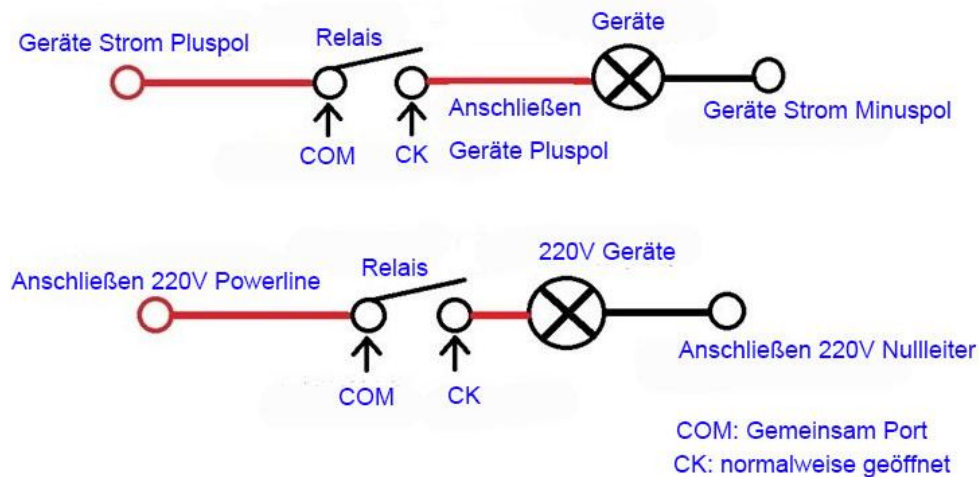 Geräte
Geräte Strom Pluspol
Relais
Anschließen
Geräte Pluspol
Geräte Strom Minuspol
COM
CK
220V Geräte
Relais
Anschließen 220V Powerline
Anschließen 220V Nullleiter
COM
CK
COM: Gemeinsam Port
CK: normalweise geöffnet